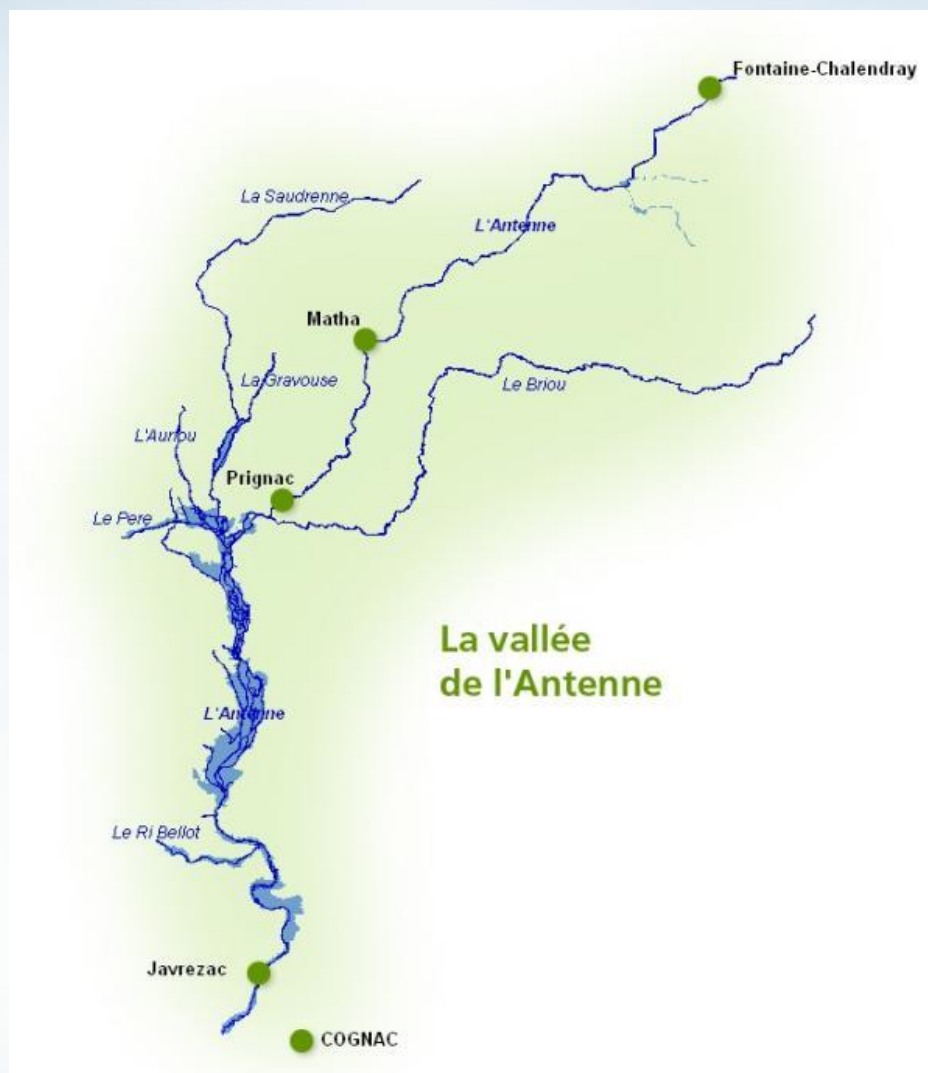 Fontaine-Chalendray
La Saudrenne
L'Antenne
Matha
La Gravouse
Le Briou
L'Auriou
Prignac
Le Pere
La vallée
de l'Antenne
L'Antenne
Le Ri Bellot
Javrezac
COGNAC